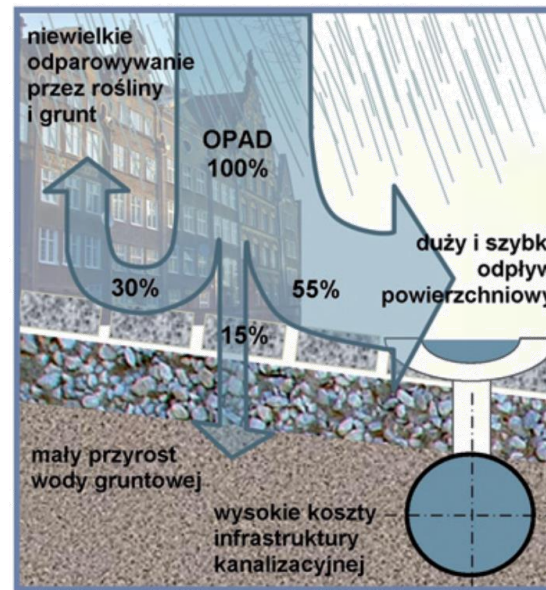 niewielkie
odparowywanie
przez rośliny
i grunt
OPAD
100%
duży i szybk
odpływ
powierzchniowy
30%
55%
15%
mały przyrost
wody gruntowej
wysokie koszty
infrastruktury
kanalizacyjnej